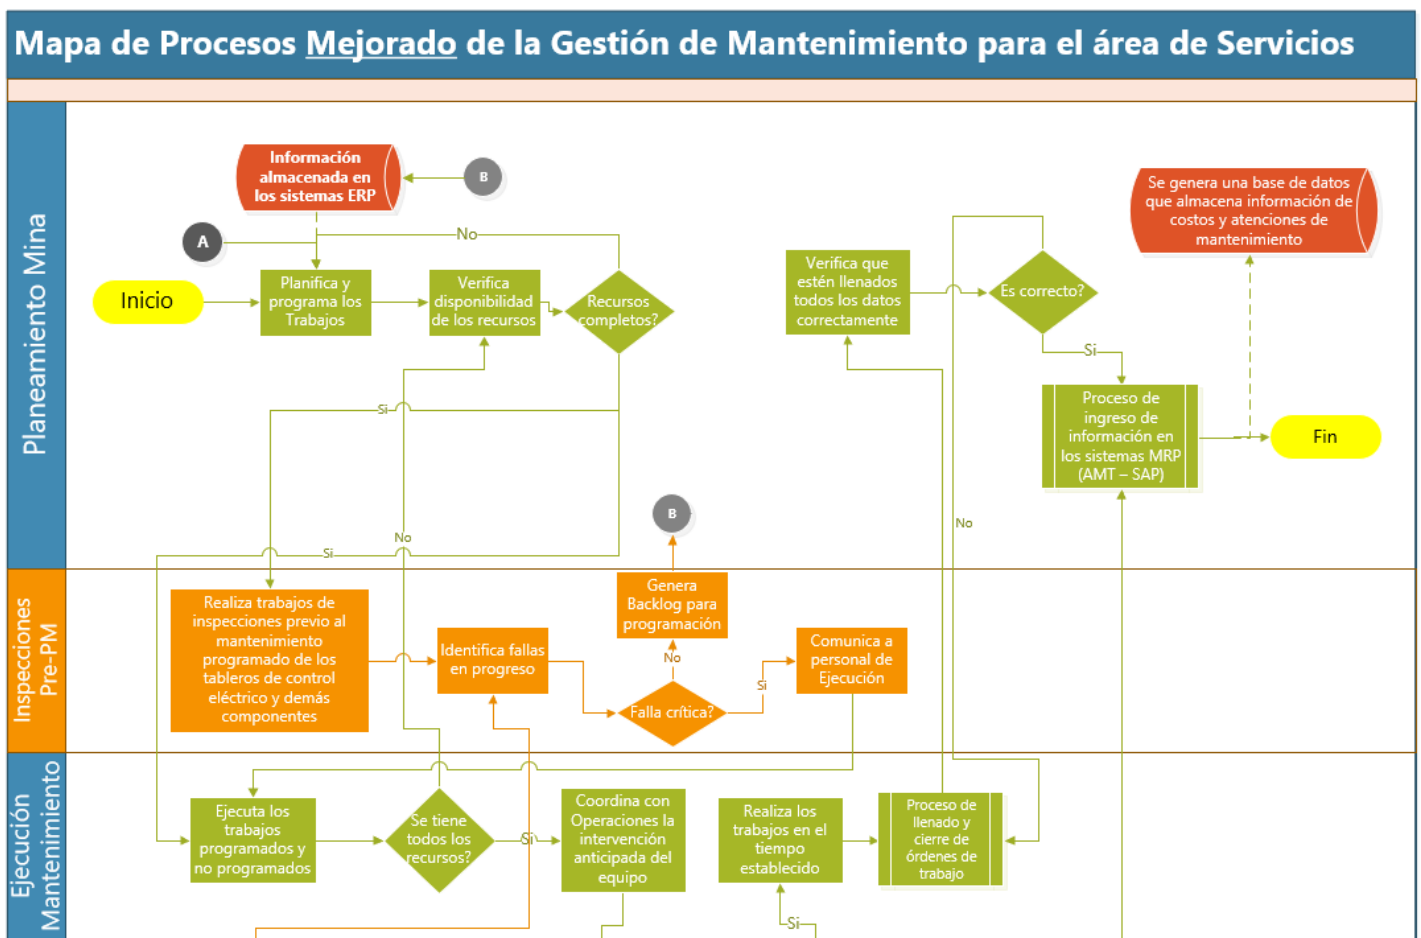 Mapa de Procesos Mejorado de la Gestión de Mantenimiento para el área de Servicios
Planeamiento Mina
Información
almacenada en
los sistemas ERP
B
A
No
Inicio
Planifica y
programa los
Trabajos
Verifica
disponibilidad
de los recursos
Recursos
completos?
Si
Si
No
Verifica que
estén llenados
todos los datos
correctamente
Es correcto?
Si
No
Se genera una base de datos
que almacena información de
costos y atenciones de
mantenimiento
Proceso de
ingreso de
información en
los sistemas MRP
(AMT – SAP)
Fin
B
Inspecciones
Pre-PM
Realiza trabajos de
inspecciones previo al
mantenimiento
programado de los
tableros de control
eléctrico y demás
componentes
Identifica fallas
en progreso
Genera
Backlog para
programación
No
Falla crítica?
Si
Comunica a
personal de
Ejecución
Ejecución
Mantenimiento
Ejecuta los
trabajos
programados y
no programados
Se tiene
todos los
recursos?
Si
Coordina con
Operaciones la
intervención
anticipada del
equipo
Realiza los
trabajos en el
tiempo
establecido
Si
Proceso de
llenado y
cierre de
órdenes de
trabajo